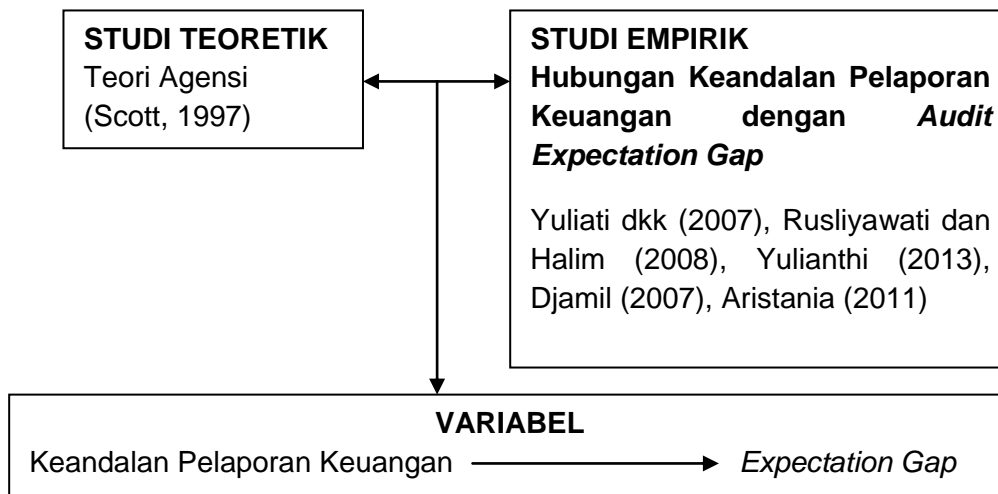 STUDI TEORETIK
Teori Agensi
(Scott, 1997)
STUDI EMPIRIK
Hubungan Keandalan Pelaporan
Keuangan dengan Audit
Expectation Gap
Yuliati dkk (2007), Rusliyawati dan
Halim (2008), Yulianthi (2013),
Djamil (2007), Aristania (2011)
VARIABEL
Keandalan Pelaporan Keuangan Expectation Gap